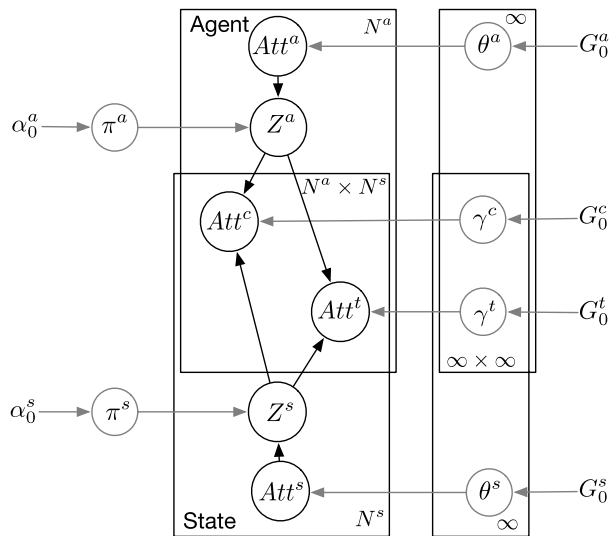 Agent
Att^a
N^a
∞
θ^a
G_0^a
α_0^a
π^a
Z^a
N^a × N^s
Att^c
γ^c
G_0^c
Att^t
γ^t
G_0^t
∞ × ∞
α_0^s
π^s
Z^s
Att^s
θ^s
G_0^s
State
N^s
∞